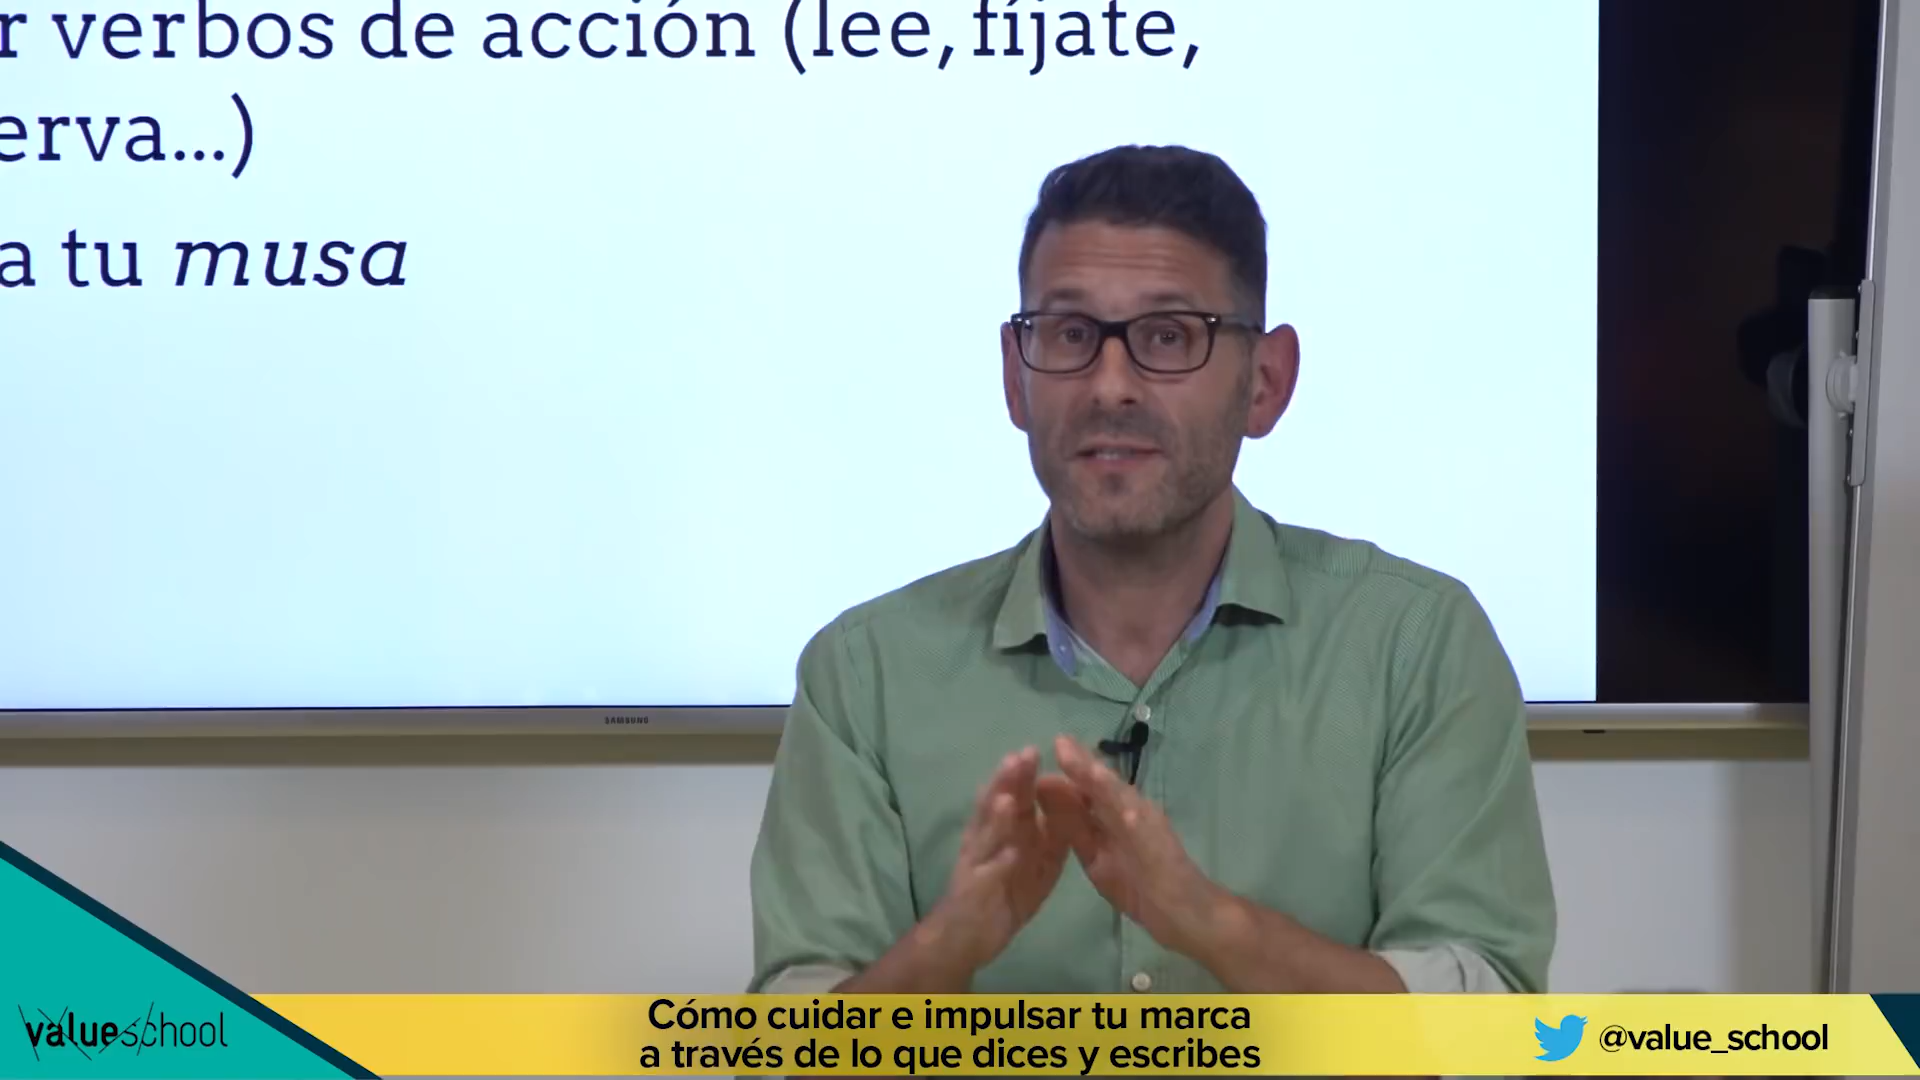 r verbos de acción (lee, fíjate,
erva...)
a tu musa
SAMSUNG
Cómo cuidar e impulsar tu marca
a través de lo que dices y escribes
valueschool
@value_school